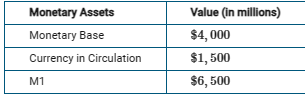 Monetary Assets Value (in millions)
Monetary Base $4, 000
Currency in Circulation $1, 500
M1 $6, 500